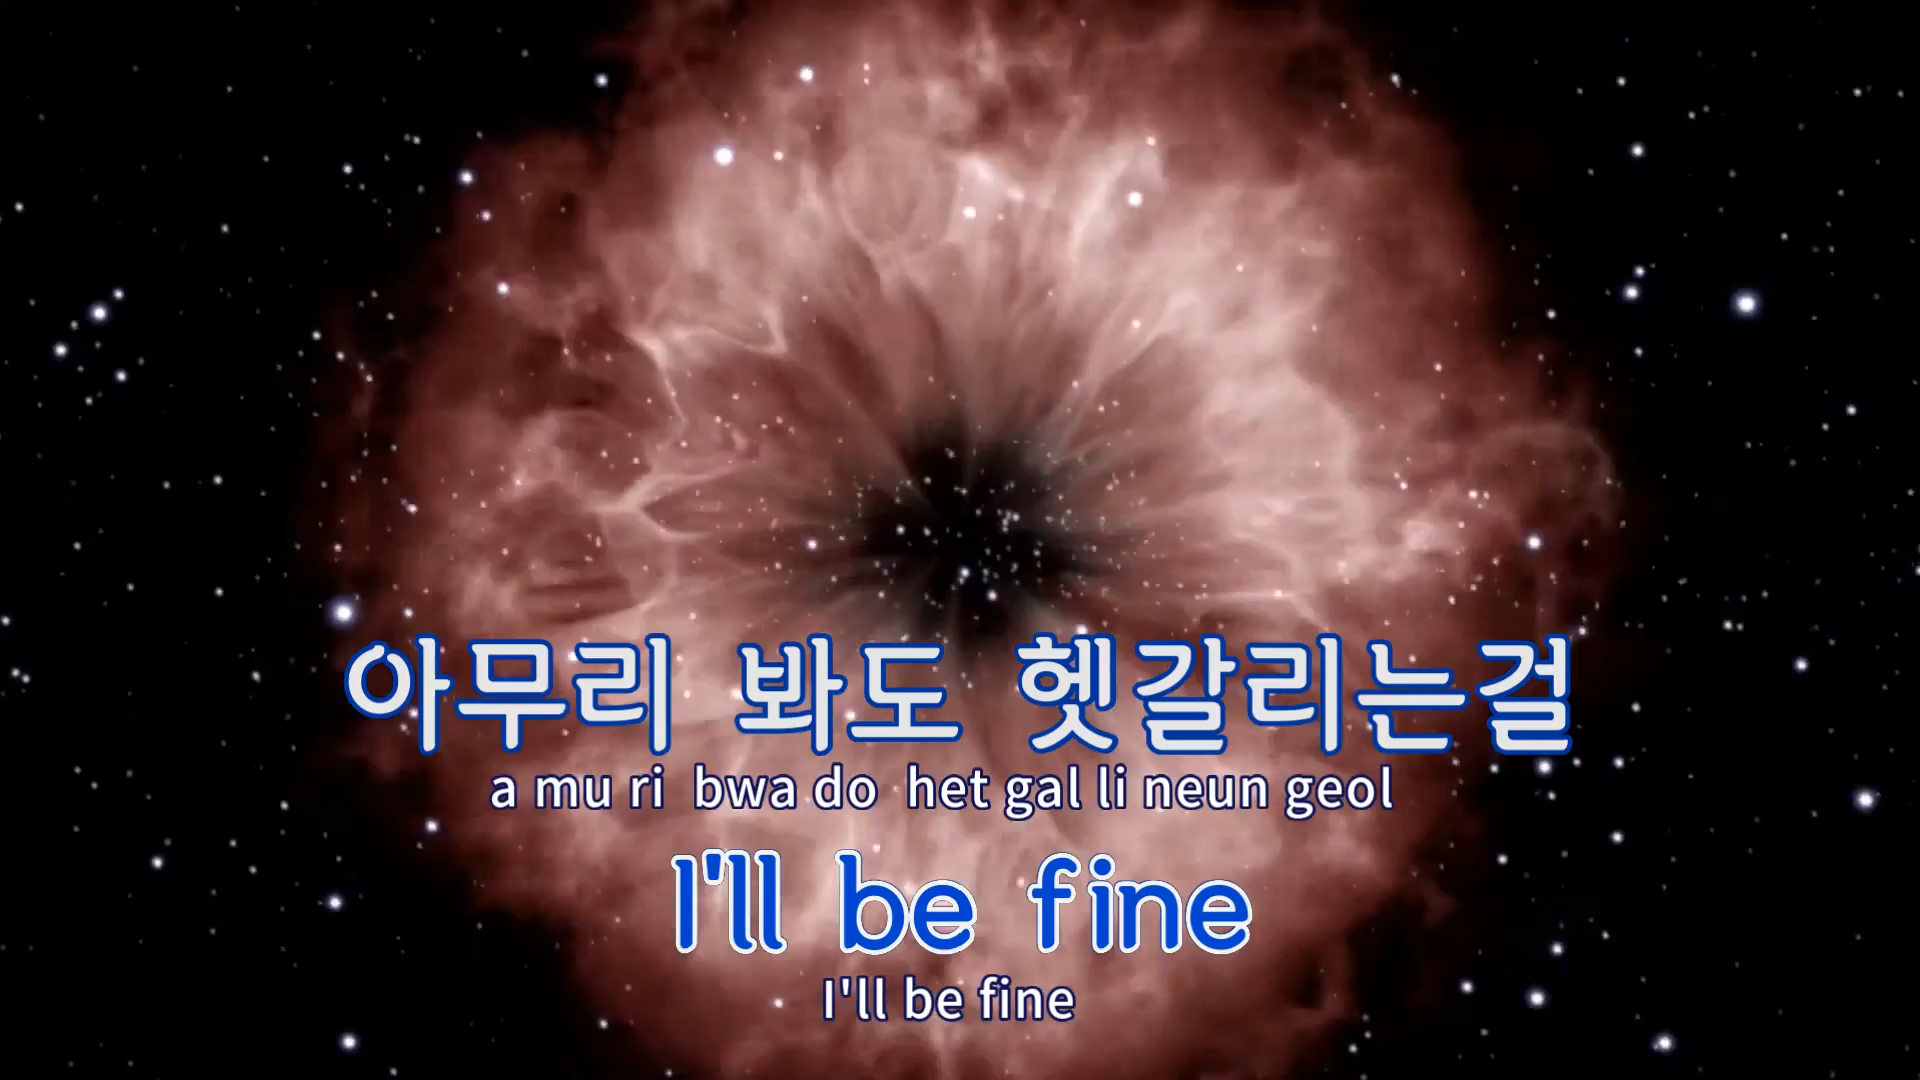 아무리 봐도 헷갈리는걸
a mu ri bwa do het gal li neun geol
I'll be fine
I'll be fine